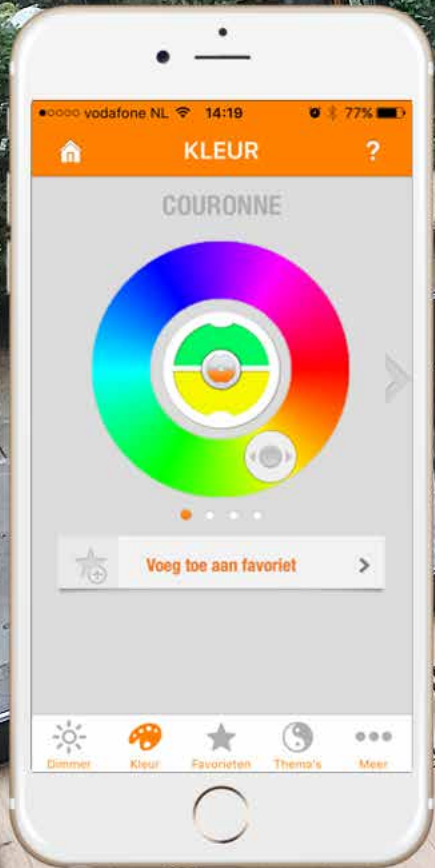 vodafone NL 14:19 77%
KLEUR ?
COURONNE
Voeg toe aan favoriet
Dimmer Kleur Favorieten Thema's Meer